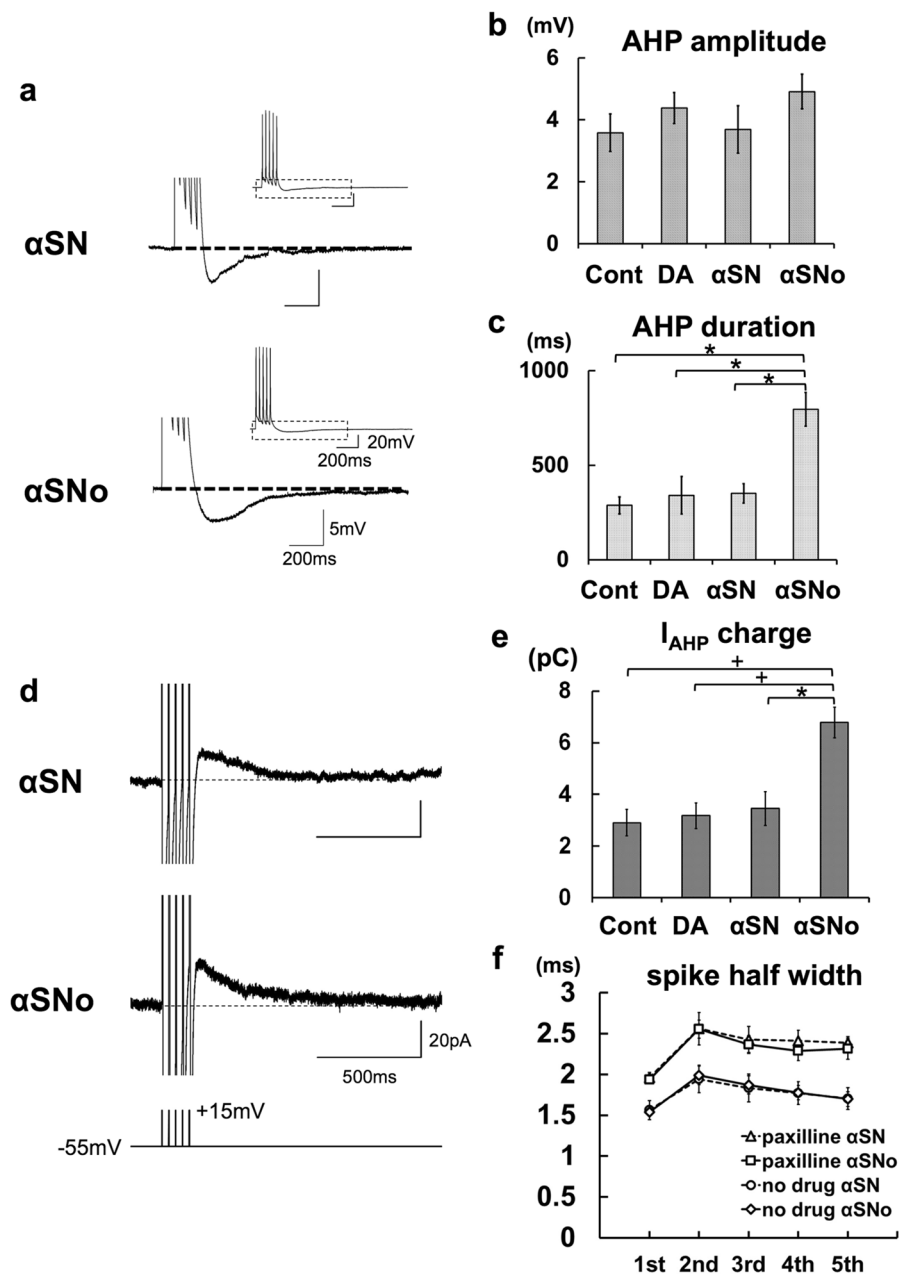 a
αSN
αSNo
20mV
200ms
5mV
200ms
b
(mV)
AHP amplitude
6
4
2
0
Cont DA αSN αSNo
c
(ms)
AHP duration
*
*
*
1000
500
0
Cont DA αSN αSNo
d
αSN
αSNo
20pA
500ms
+15mV
-55mV
e
(pC)
I_AHP charge
+
+
*
8
6
4
2
0
Cont DA αSN αSNo
f
(ms)
spike half width
3
2.5
2
1.5
1
0.5
0
paxilline αSN
paxilline αSNo
no drug αSN
no drug αSNo
1st 2nd 3rd 4th 5th